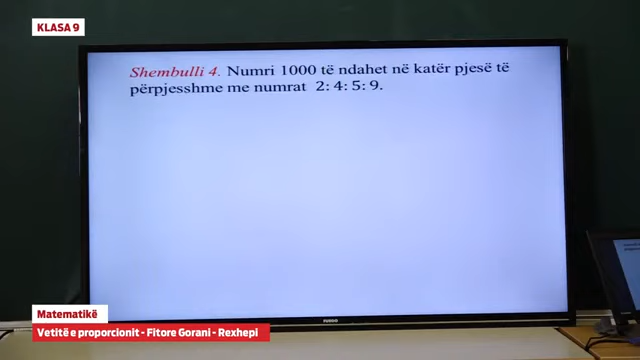 KLASA 9
Shembulli 4. Numri 1000 të ndahet në katër pjesë të
përpjesshme me numrat 2: 4: 5: 9.
Matematikë
Vetitë e proporcionit - Fitore Gorani - Rexhepi